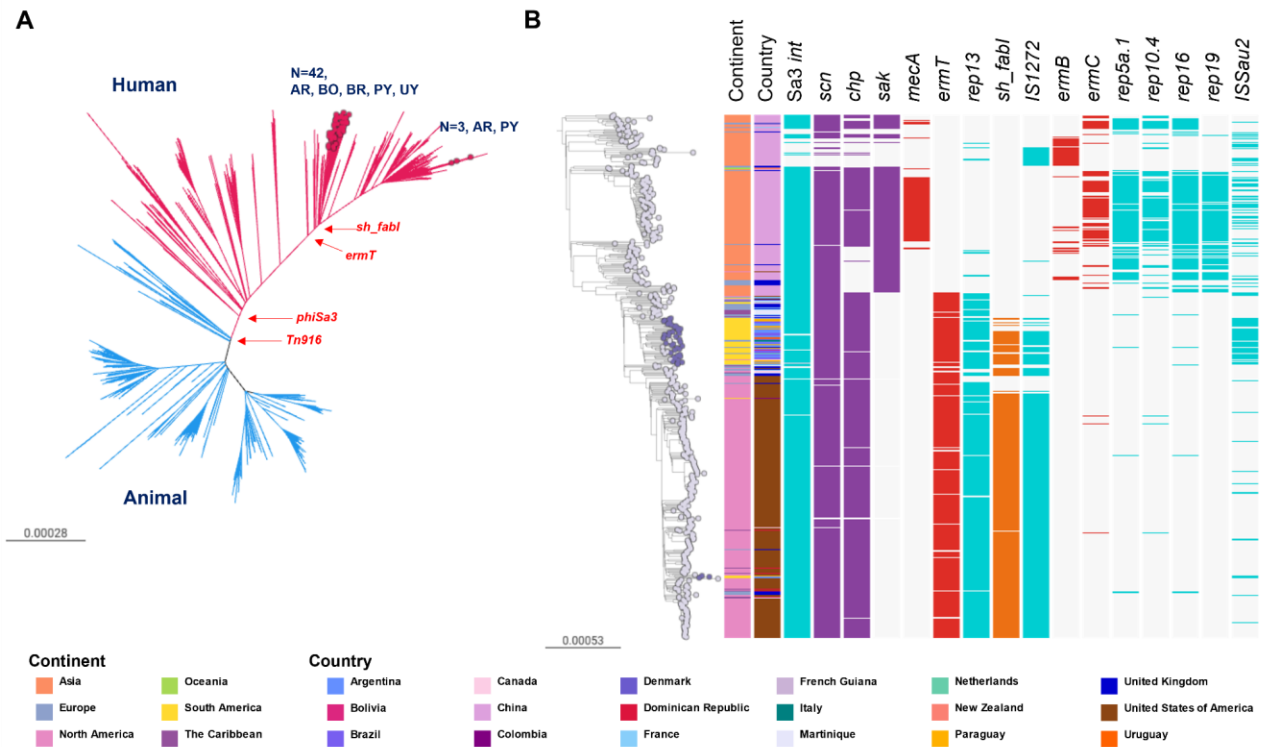 A
B
Human
N=42,
AR, BO, BR, PY, UY
N=3, AR, PY
sh_fabI
ermT
phiSa3
Tn916
Animal
0.00028
Continent
Country
Sa3 int
scn
chp
sak
mecA
ermT
rep13
sh_fabI
IS1272
ermB
ermC
rep5a.1
rep10.4
rep16
rep19
ISSau2
0.00053
Continent
Asia
Europe
North America
Oceania
South America
The Caribbean
Country
Argentina
Bolivia
Brazil
Canada
China
Colombia
Denmark
Dominican Republic
France
French Guiana
Italy
Martinique
Netherlands
New Zealand
Paraguay
United Kingdom
United States of America
Uruguay